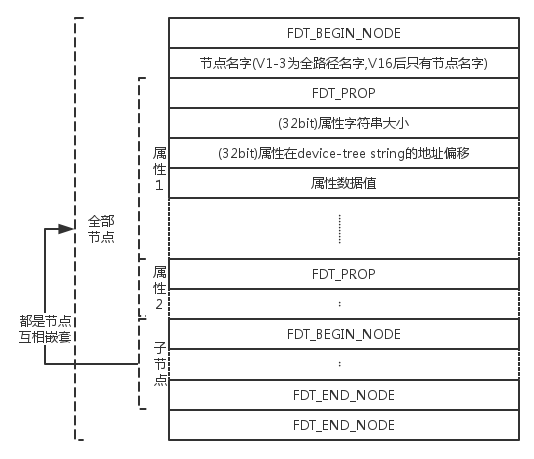 FDT_BEGIN_NODE
节点名字(V1-3为全路径名字,V16后只有节点名字)
FDT_PROP
(32bit)属性字符串大小
(32bit)属性在device-tree string的地址偏移
属性数据值
属性1
全部
节点
FDT_PROP
:
属性2
都是节点
互相嵌套
FDT_BEGIN_NODE
:
子节点
FDT_END_NODE
FDT_END_NODE